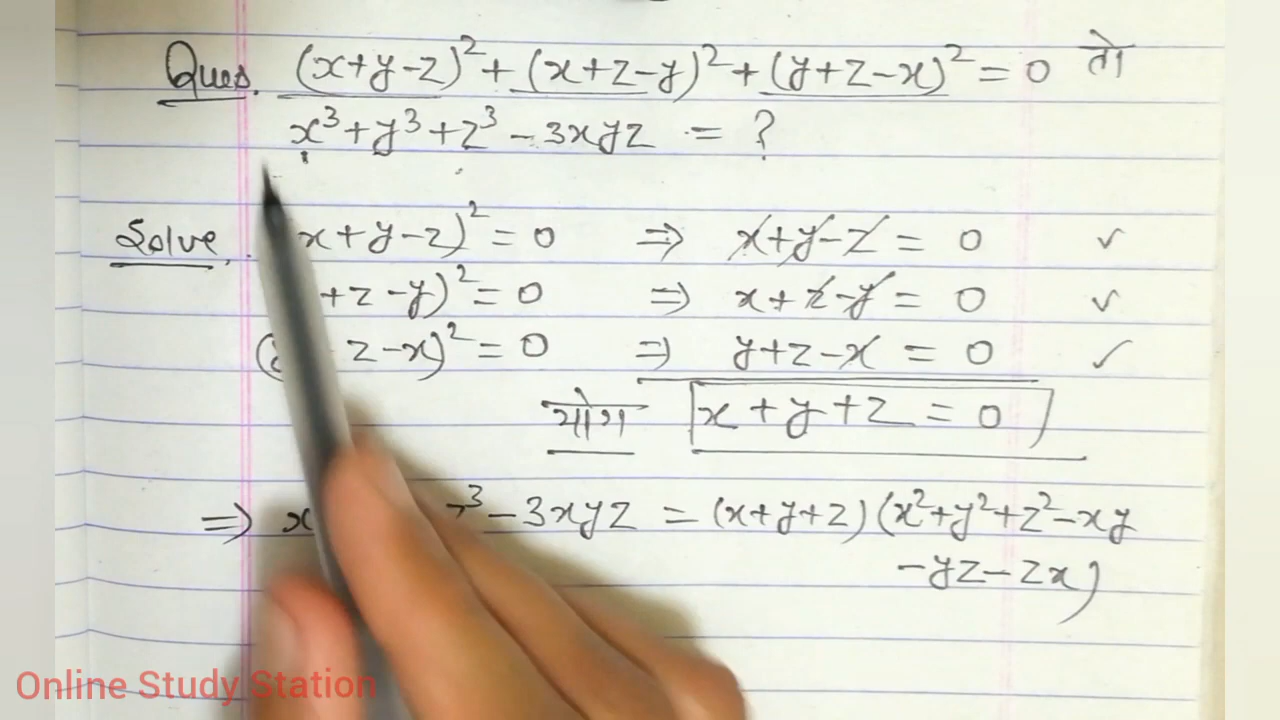 Ques. (x+y-z)² + (x+z-y)² + (y+z-x)² = 0 तो
x³+y³+z³-3xyz = ?
Solve, x+y-z)² = 0 ⇒ x+y-z = 0 ✓
+z-y)² = 0 ⇒ x+z-y = 0 ✓
( z-x)² = 0 ⇒ y+z-x = 0 ✓
योग x+y+z = 0
⇒ x ³-3xyz = (x+y+z)(x²+y²+z²-xy
-yz-zx)
Online Study Station